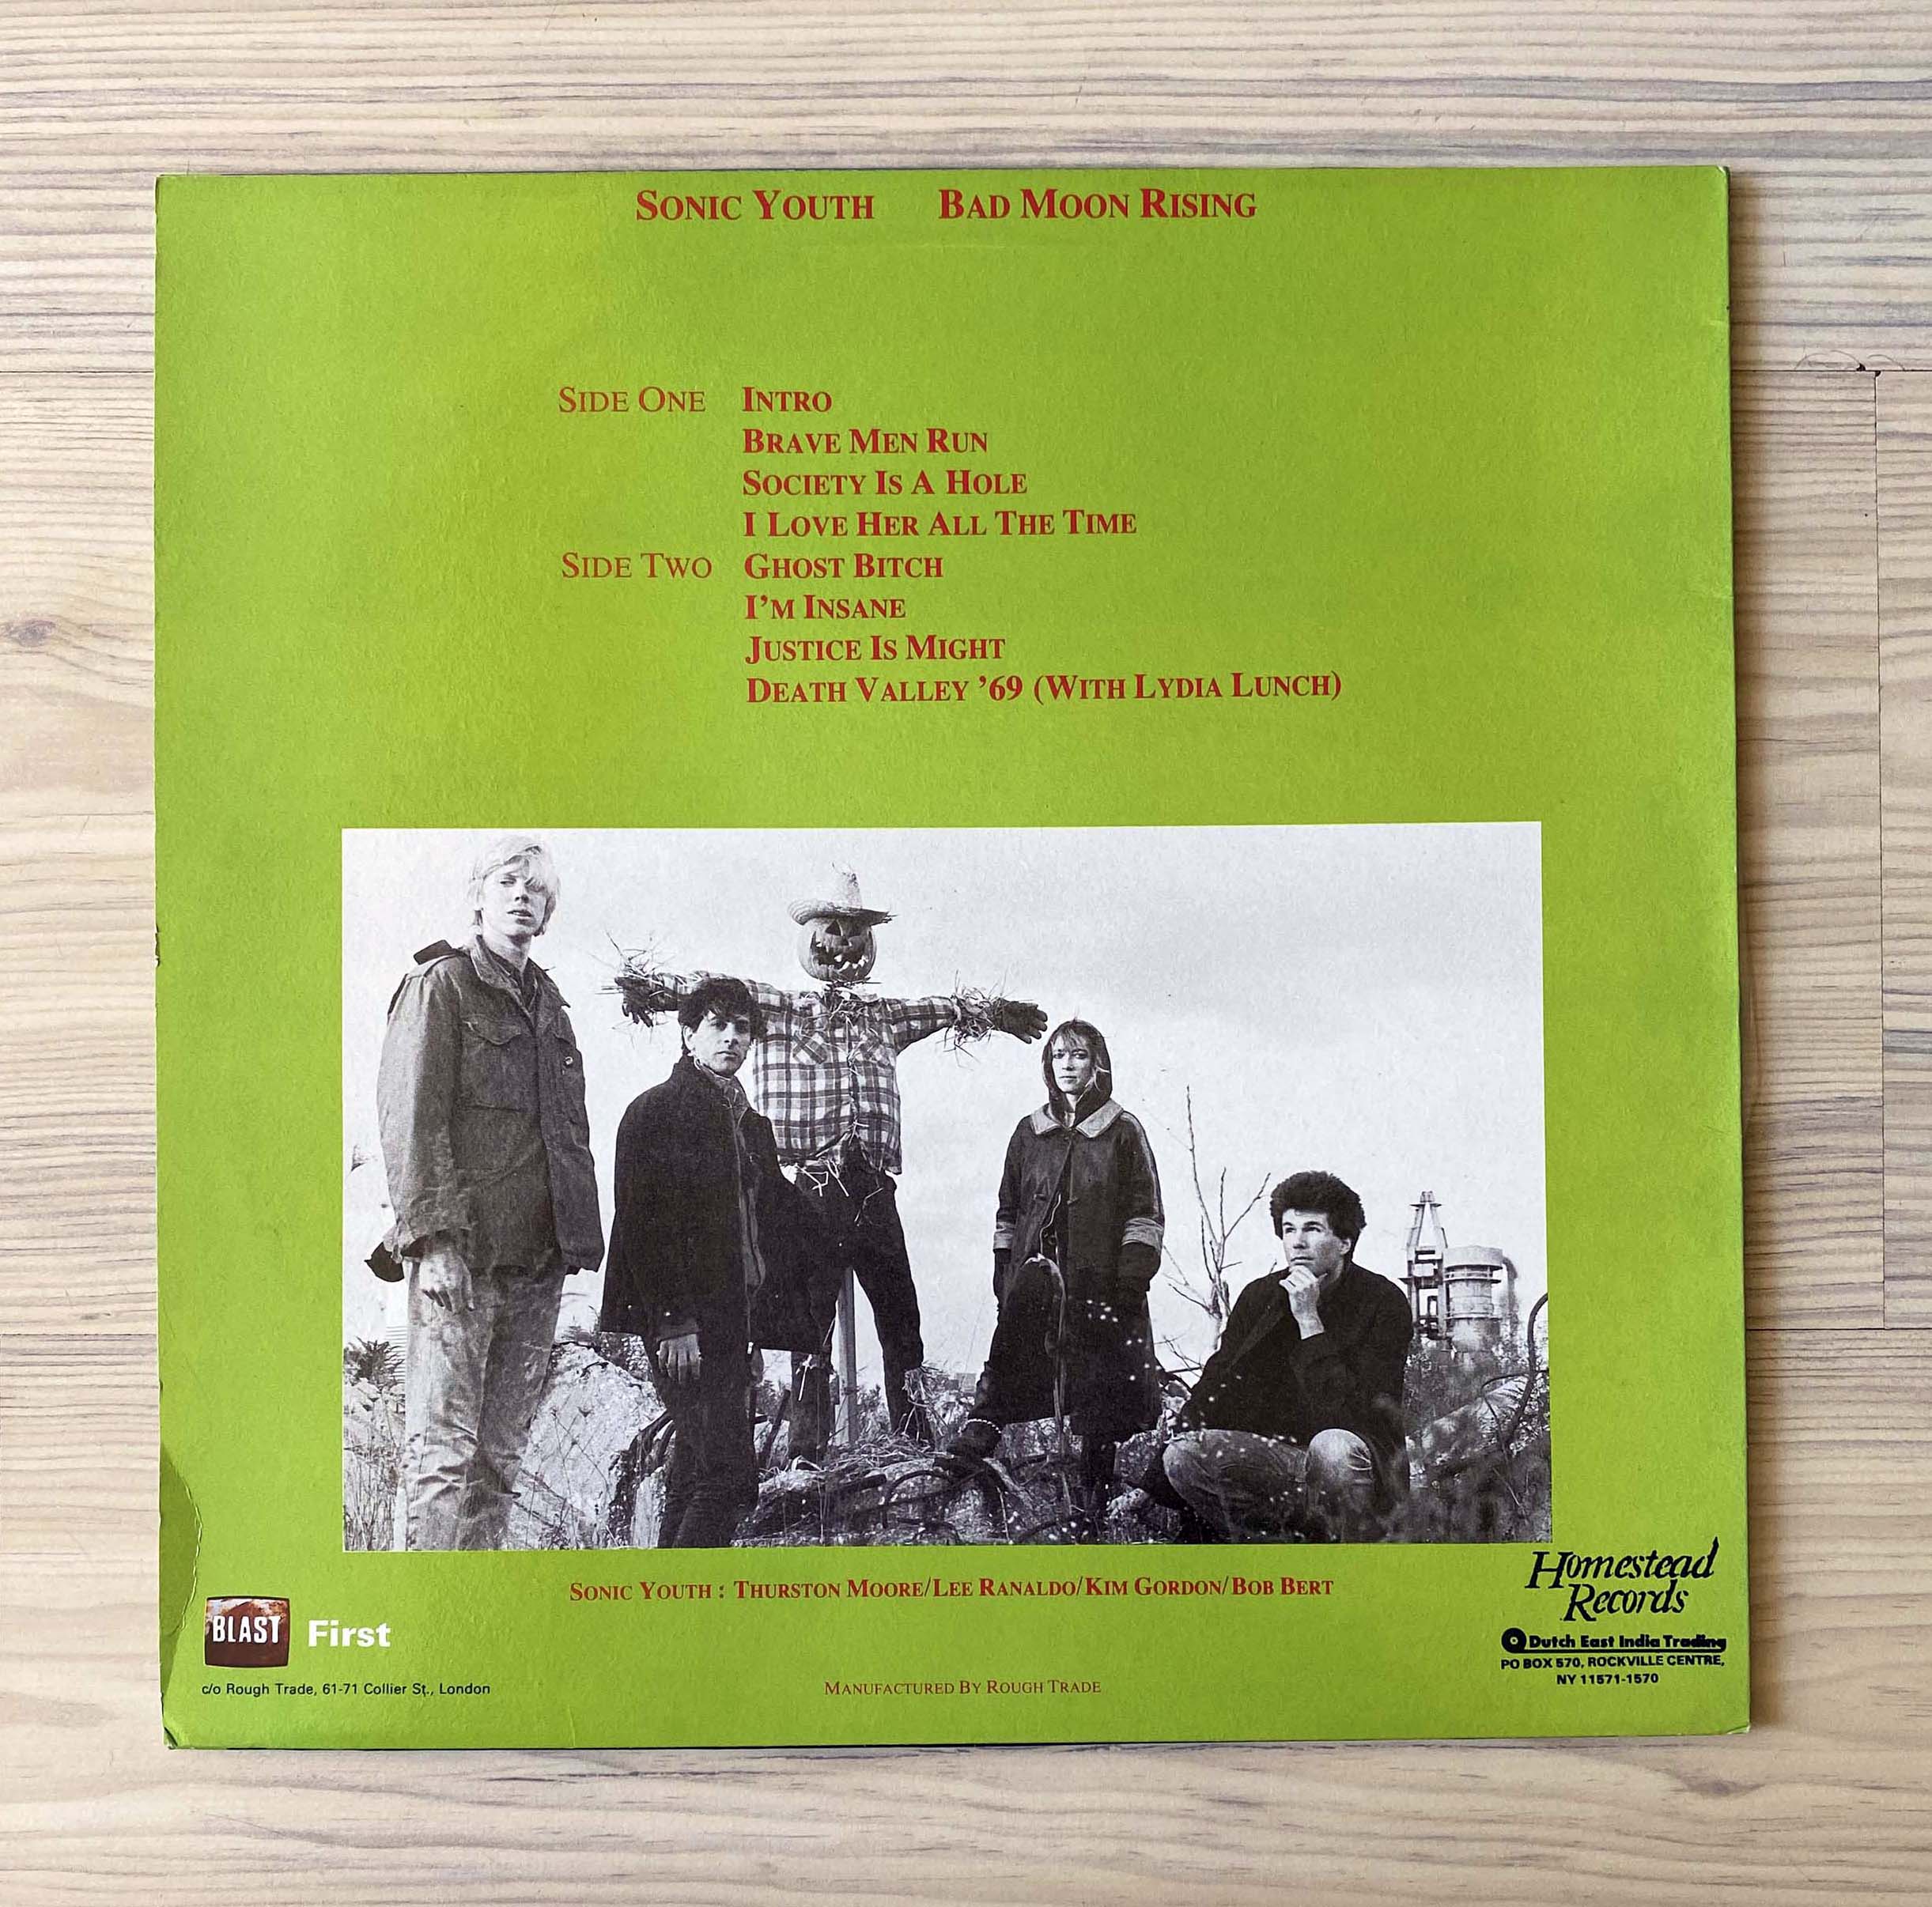 Sonic Youth Bad Moon Rising
Side One Intro
Brave Men Run
Society Is A Hole
I Love Her All The Time
Side Two Ghost Bitch
I'm Insane
Justice Is Might
Death Valley '69 (With Lydia Lunch)
Sonic Youth : Thurston Moore/Lee Ranaldo/Kim Gordon/Bob Bert
BLAST First
c/o Rough Trade, 61-71 Collier St., London
Manufactured By Rough Trade
Homestead
Records
Dutch East India Trading
PO BOX 570, ROCKVILLE CENTRE,
NY 11571-1570